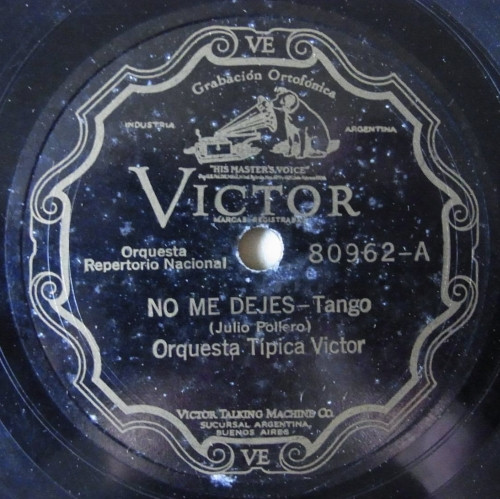 VE
Grabación Ortofónica
INDUSTRIA ARGENTINA
"HIS MASTER'S VOICE"
VICTOR
MARCAS REGISTRADAS
Orquesta
Repertorio Nacional
80962-A
NO ME DEJES-Tango
(Julio Pollero)
Orquesta Típica Victor
VICTOR TALKING MACHINE CO.
SUCURSAL ARGENTINA
BUENOS AIRES
VE